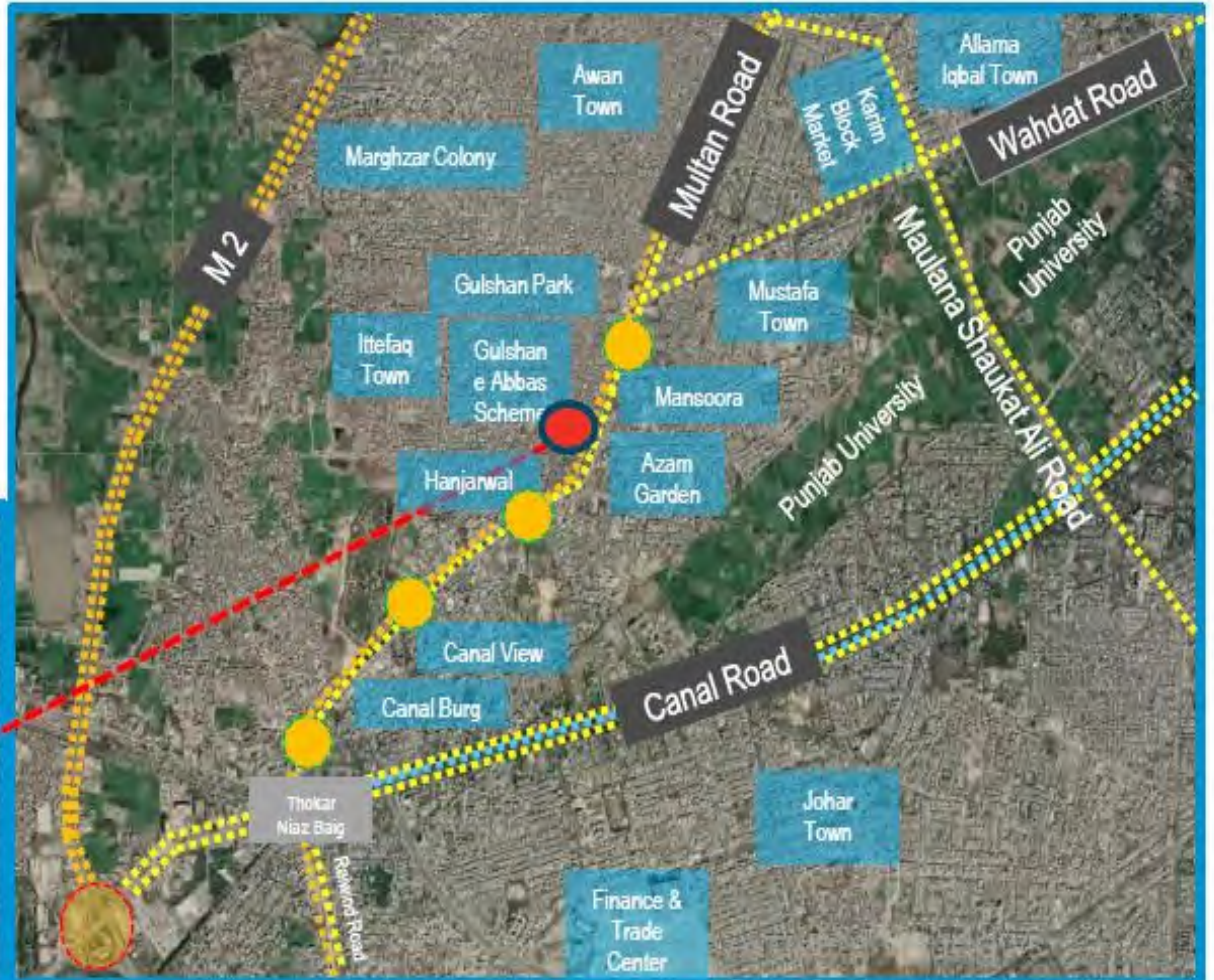 Awan
Town
Multan Road
Karim
Block
Market
Allama
Iqbal Town
Wahdat Road
Marghzar Colony
M 2
Punjab
University
Gulshan Park
Mustafa
Town
Maulana Shaukat Ali Road
Ittefaq
Town
Gulshan
e Abbas
Scheme
Mansoora
Punjab University
Hanjarwal
Azam
Garden
Canal View
Canal Road
Canal Burg
Thokar
Niaz Baig
Johar
Town
Raiwind Road
Finance &
Trade
Center